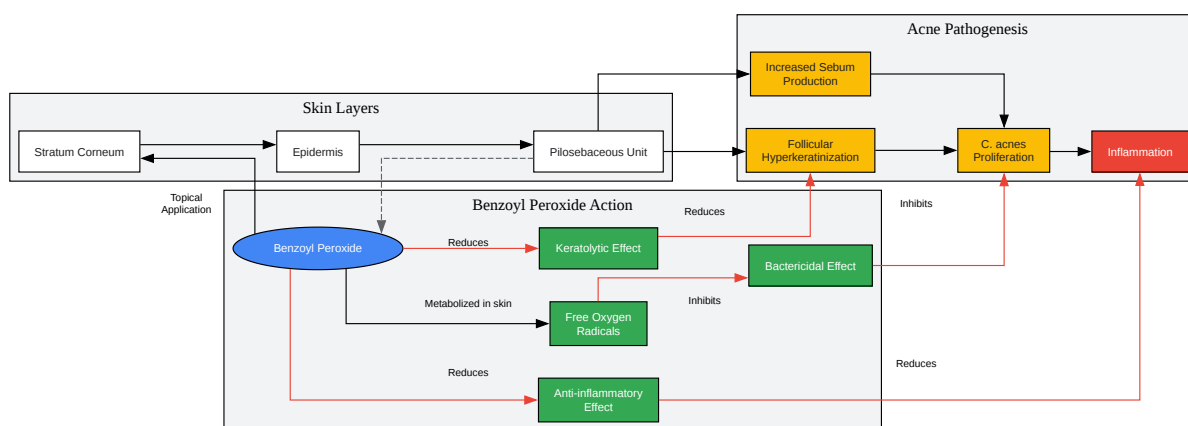 Acne Pathogenesis
Increased Sebum
Production
Skin Layers
Stratum Corneum
Epidermis
Pilosebaceous Unit
Follicular
Hyperkeratinization
C. acnes
Proliferation
Inflammation
Topical
Application
Benzoyl Peroxide Action
Reduces
Inhibits
Benzoyl Peroxide
Reduces
Keratolytic Effect
Bactericidal Effect
Metabolized in skin
Inhibits
Free Oxygen
Radicals
Reduces
Reduces
Anti-inflammatory
Effect